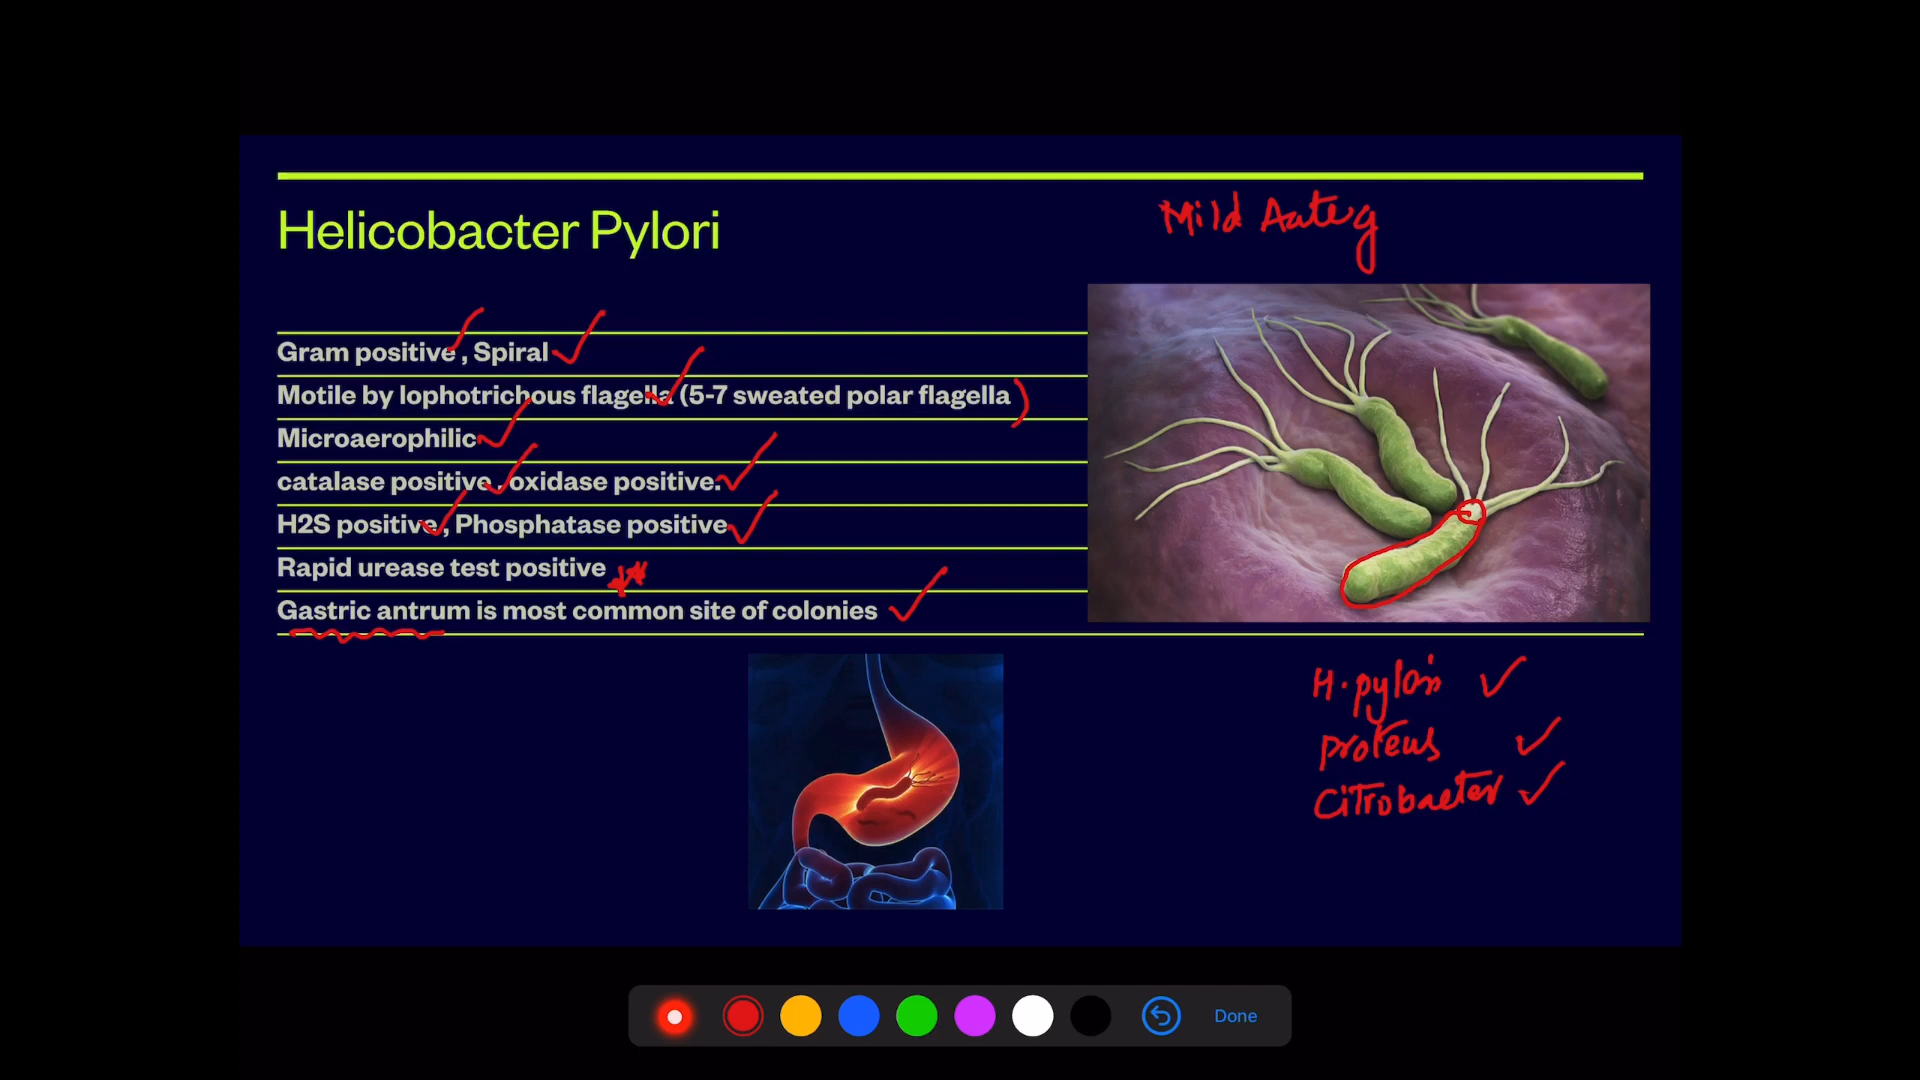 Helicobacter Pylori
Mild
Gram positive , Spiral
Motile by lophotrichous flagella (5-7 sweated polar flagella )
Microaerophilic
catalase positive , oxidase positive.
H2S positive , Phosphatase positive
Rapid urease test positive
Gastric antrum is most common site of colonies
H. pylori
proteus
Citrobacter
Done